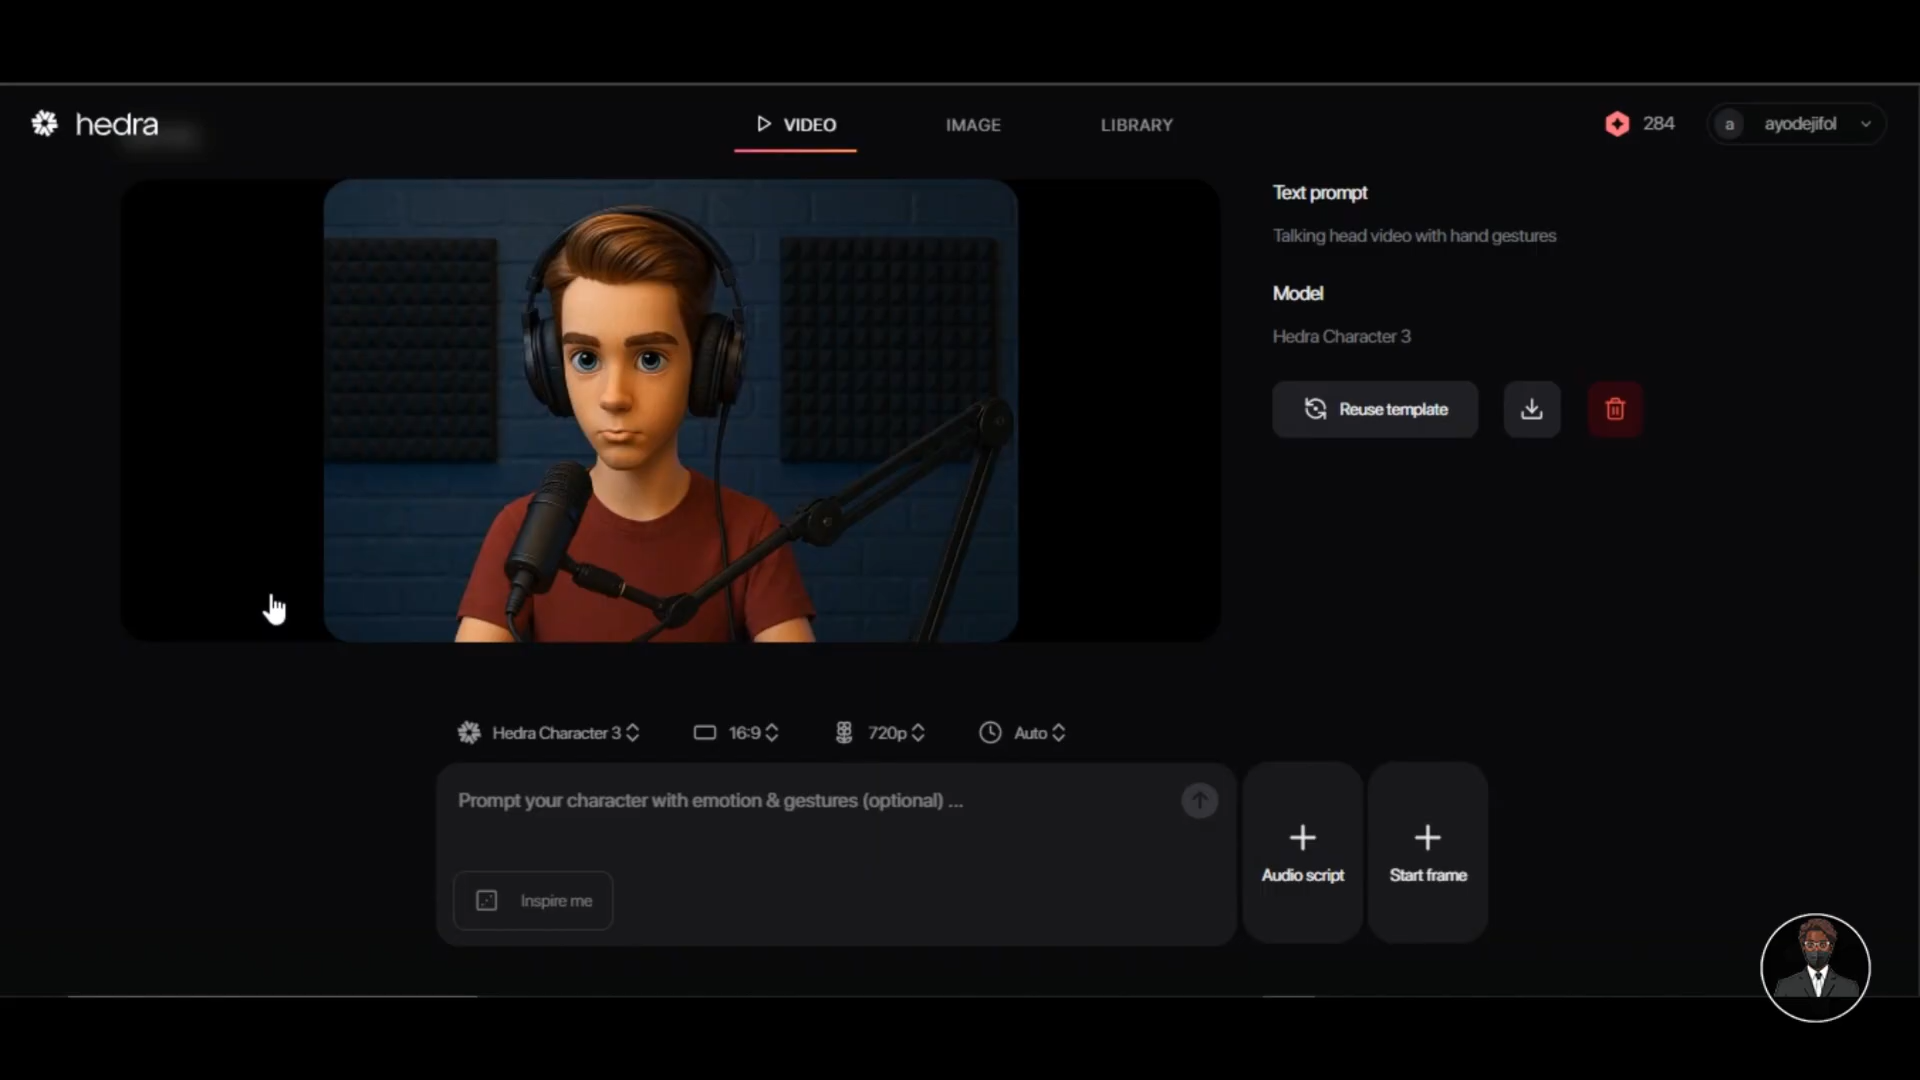 hedra
VIDEO
IMAGE
LIBRARY
284
a
ayodejifol
Text prompt
Talking head video with hand gestures
Model
Hedra Character 3
Reuse template
Hedra Character 3
16:9
720p
Auto
Prompt your character with emotion & gestures (optional) ...
Inspire me
Audio script
Start frame